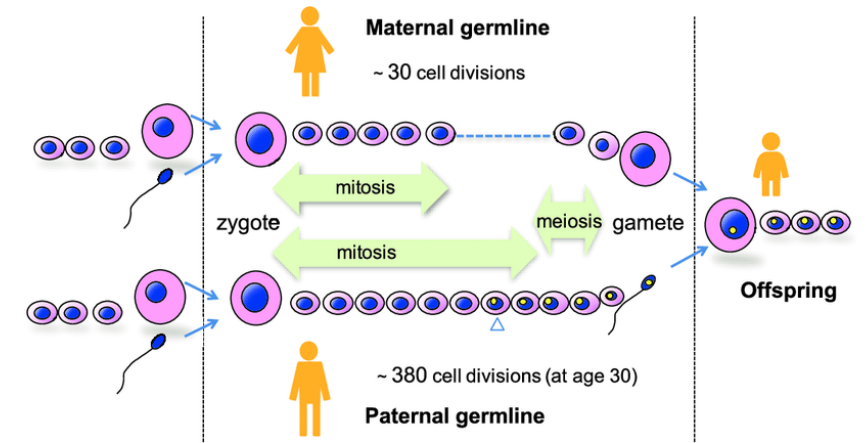 Maternal germline
~ 30 cell divisions
mitosis
zygote
meiosis
gamete
mitosis
Offspring
~ 380 cell divisions (at age 30)
Paternal germline